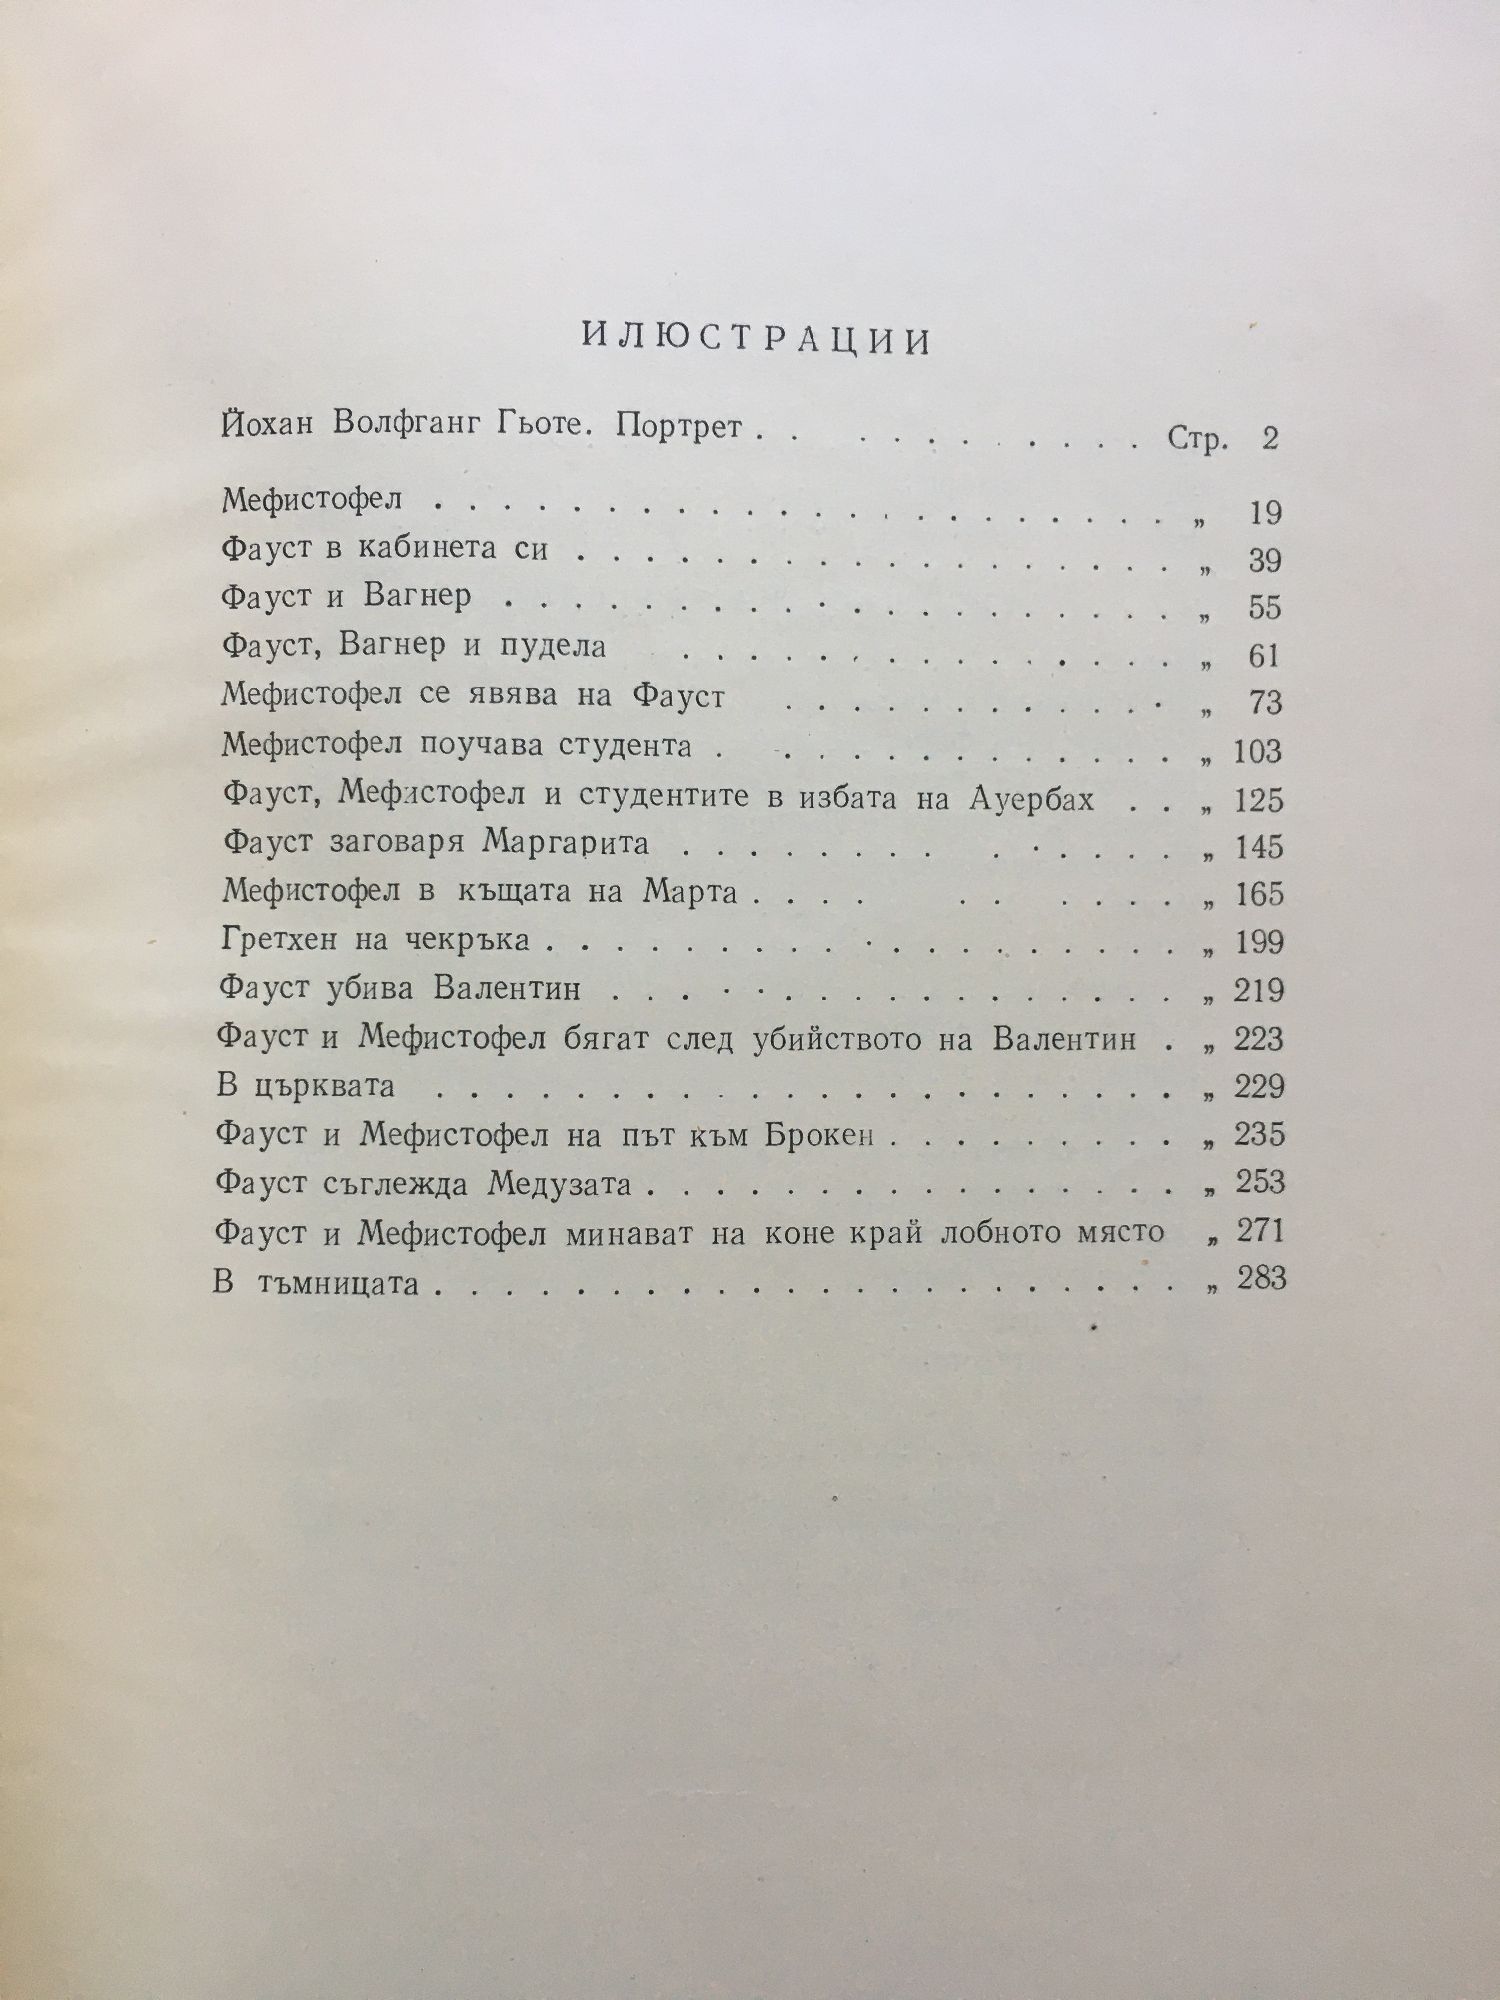 ИЛЮСТРАЦИИ
Йохан Волфганг Гьоте. Портрет . . . . . . . . . . . Стр. 2
Мефистофел . . . . . . . . . . . . . . . . . . . . . . „ 19
Фауст в кабинета си . . . . . . . . . . . . . . . . . . „ 39
Фауст и Вагнер . . . . . . . . . . . . . . . . . . . . „ 55
Фауст, Вагнер и пудела . . . . . . . . . . . . . . . „ 61
Мефистофел се явява на Фауст . . . . . . . . . . . . „ 73
Мефистофел поучава студента . . . . . . . . . . . . . „ 103
Фауст, Мефистофел и студентите в избата на Ауербах . . „ 125
Фауст заговаря Маргарита . . . . . . . . . . . . . . „ 145
Мефистофел в къщата на Марта . . . . . . . . . . „ 165
Гретхен на чекръка . . . . . . . . . . . . . . . . . . . „ 199
Фауст убива Валентин . . . . . . . . . . . . . . . . . „ 219
Фауст и Мефистофел бягат след убийството на Валентин . „ 223
В църквата . . . . . . . . . . . . . . . . . . . . . . „ 229
Фауст и Мефистофел на път към Брокен . . . . . . . . . „ 235
Фауст съглежда Медузата . . . . . . . . . . . . . . . . „ 253
Фауст и Мефистофел минават на коне край лобното място „ 271
В тъмницата . . . . . . . . . . . . . . . . . . . . . . „ 283